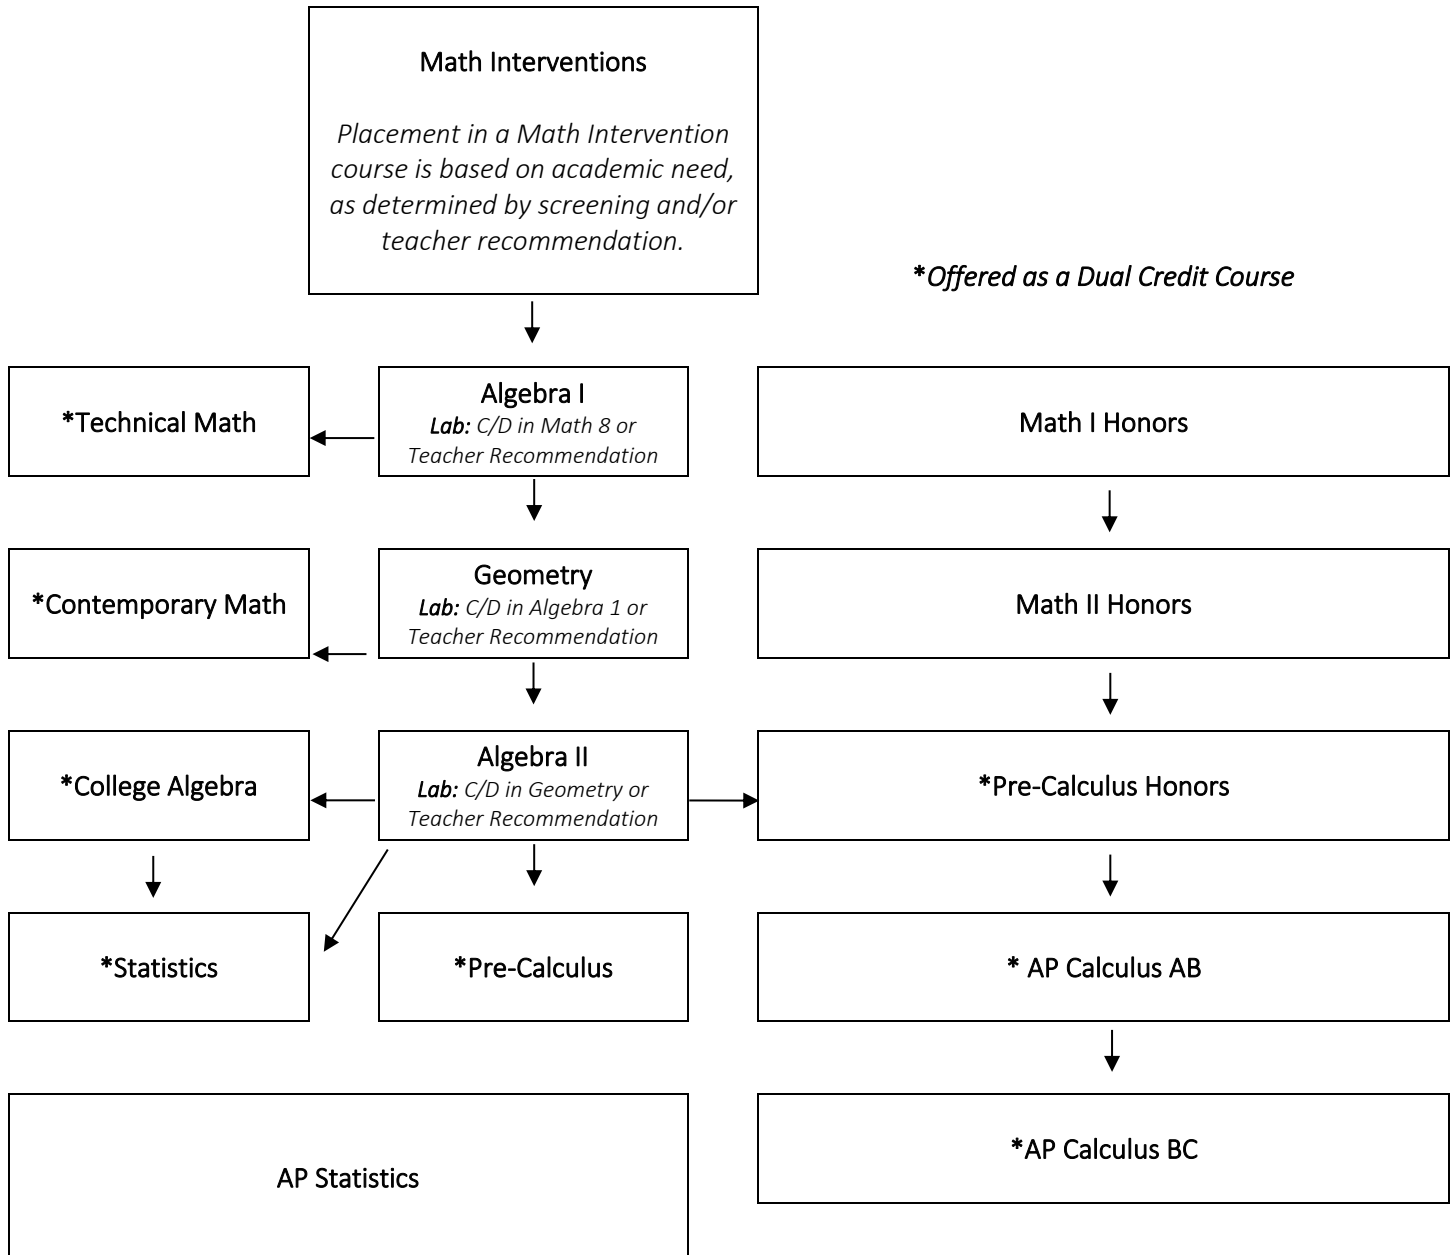 Math Interventions
Placement in a Math Intervention
course is based on academic need,
as determined by screening and/or
teacher recommendation.
*Offered as a Dual Credit Course
*Technical Math
Algebra I
Lab: C/D in Math 8 or
Teacher Recommendation
Math I Honors
*Contemporary Math
Geometry
Lab: C/D in Algebra 1 or
Teacher Recommendation
Math II Honors
*College Algebra
Algebra II
Lab: C/D in Geometry or
Teacher Recommendation
*Pre-Calculus Honors
*Statistics
*Pre-Calculus
* AP Calculus AB
AP Statistics
*AP Calculus BC